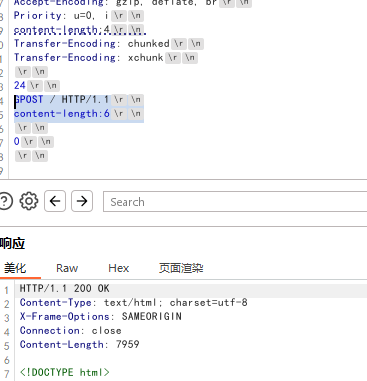 Accept-Encoding: gzip, deflate, br\r\n
Priority: u=0, i\r\n
content-length:4\r\n
Transfer-Encoding: chunked\r\n
Transfer-Encoding: xchunk\r\n
\r\n
24\r\n
GPOST / HTTP/1.1\r\n
content-length:6\r\n
\r\n
0\r\n
\r\n
Search
响应
美化 Raw Hex 页面渲染
1 HTTP/1.1 200 OK
2 Content-Type: text/html; charset=utf-8
3 X-Frame-Options: SAMEORIGIN
4 Connection: close
5 Content-Length: 7959
6
7 <!DOCTYPE html>